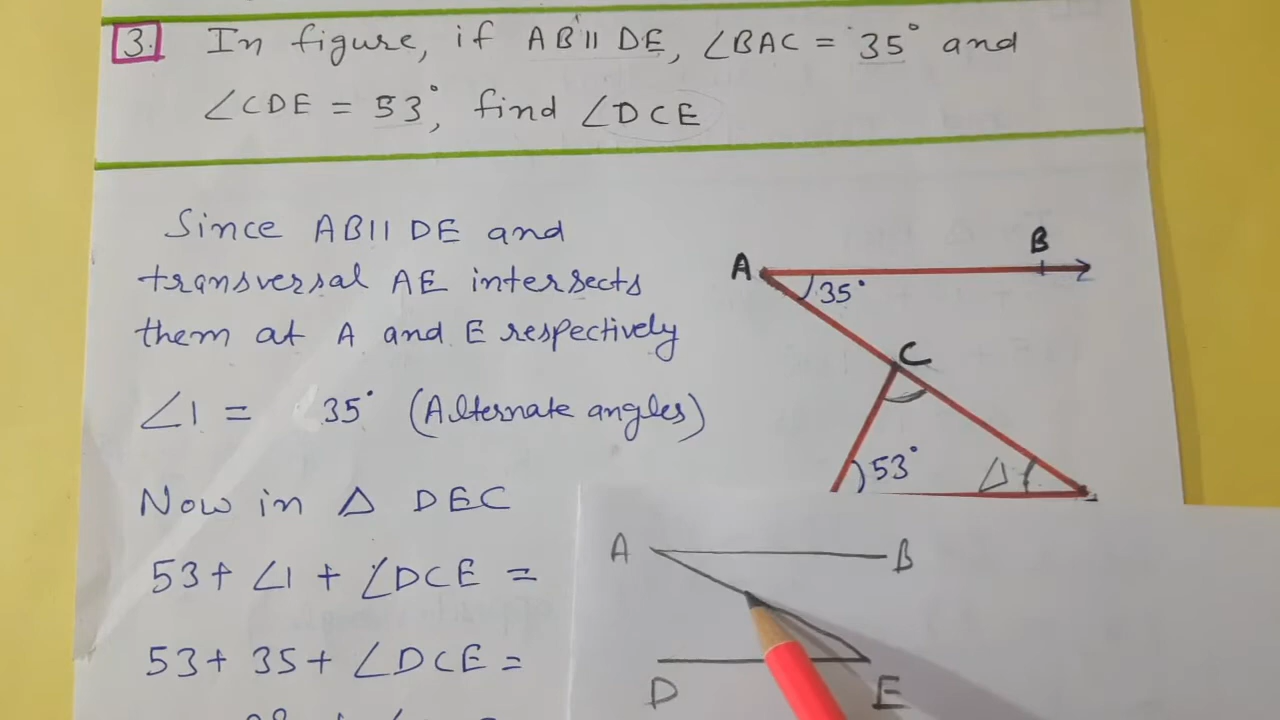 3. In figure, if AB || DE, ∠BAC = 35° and
∠CDE = 53°, find ∠DCE
Since AB || DE and
transversal AE intersects
them at A and E respectively
∠1 = 35° (Alternate angles)
Now in △ DEC
53 + ∠1 + ∠DCE =
53 + 35 + ∠DCE =
A
B
35°
C
53°
A
B
D
E